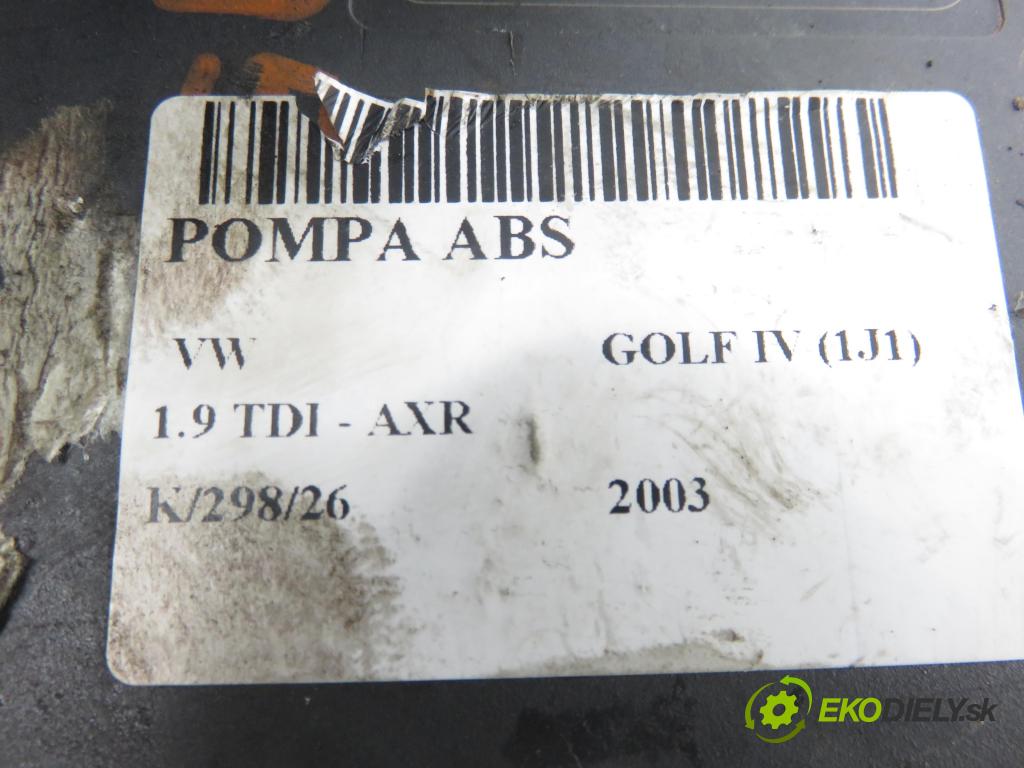 POMPA ABS
VW GOLF IV (1J1)
1.9 TDI - AXR
K/298/26 2003
EKODIELY.sk